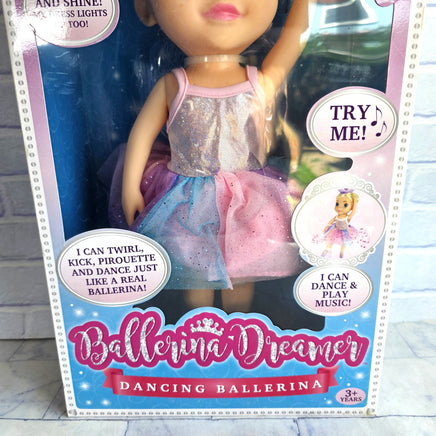 AND SHINE!
DRESS LIGHTS
TOO!
TRY
ME!
I CAN TWIRL,
KICK, PIROUETTE
AND DANCE JUST
LIKE A REAL
BALLERINA!
I CAN
DANCE &
PLAY
MUSIC!
Ballerina Dreamer
DANCING BALLERINA
3+
YEARS